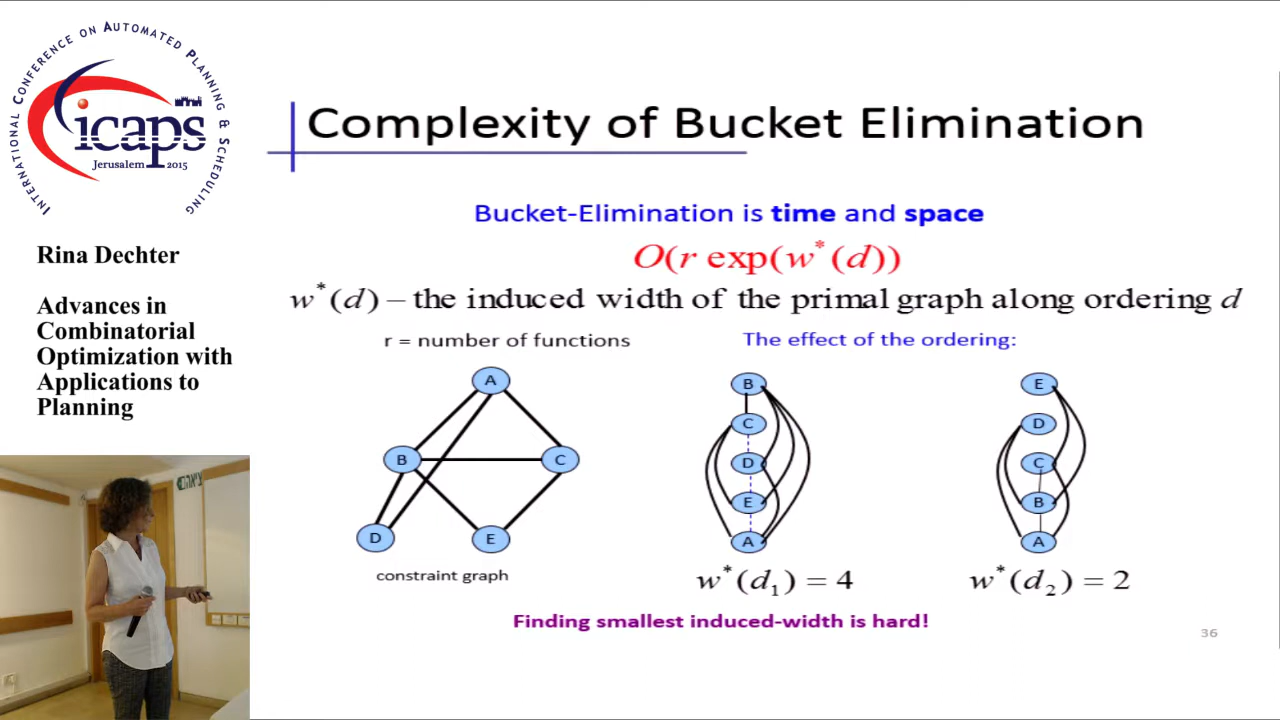 INTERNATIONAL CONFERENCE ON AUTOMATED PLANNING & SCHEDULING
icaps
Jerusalem 2015
Rina Dechter
Advances in
Combinatorial
Optimization with
Applications to
Planning
Complexity of Bucket Elimination
Bucket-Elimination is time and space
O(r exp(w*(d))
w*(d) – the induced width of the primal graph along ordering d
r = number of functions
The effect of the ordering:
A
B
C
D
E
constraint graph
B
C
D
E
A
w*(d₁) = 4
E
D
C
B
A
w*(d₂) = 2
Finding smallest induced-width is hard!
36